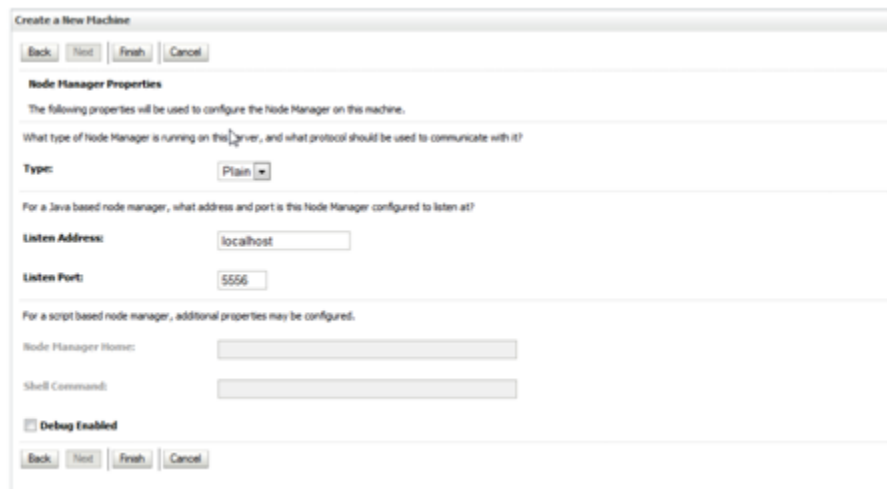 Create a New Machine
Back Next Finish Cancel
Node Manager Properties
The following properties will be used to configure the Node Manager on this machine.
What type of Node Manager is running on this server, and what protocol should be used to communicate with it?
Type: Plain
For a Java based node manager, what address and port is this Node Manager configured to listen at?
Listen Address: localhost
Listen Port: 5556
For a script based node manager, additional properties may be configured.
Node Manager Home:
Shell Command:
Debug Enabled
Back Next Finish Cancel